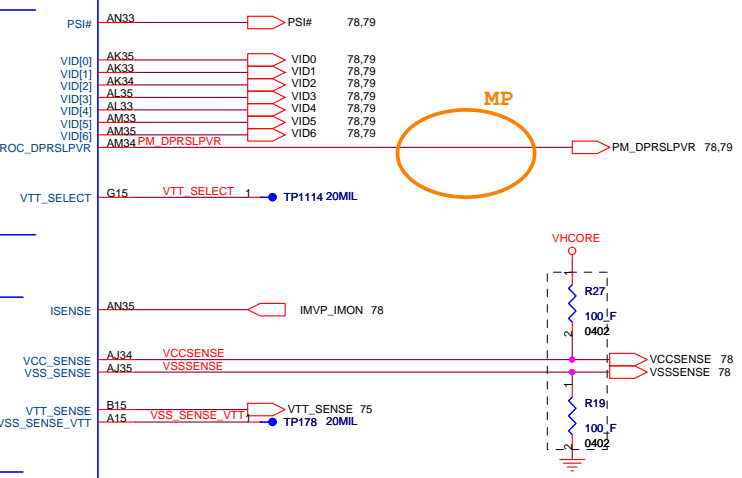 PSI# AN33 PSI# 78,79
VID[0] AK35 VID0 78,79
VID[1] AK33 VID1 78,79
VID[2] AK34 VID2 78,79
VID[3] AL35 VID3 78,79
VID[4] AL33 VID4 78,79
VID[5] AM33 VID5 78,79
VID[6] AM35 VID6 78,79
MP
ROC_DPRSLPVR AM34 PM_DPRSLPVR PM_DPRSLPVR 78,79
VTT_SELECT G15 VTT_SELECT 1 TP1114 20MIL
VHCORE
1
R27
100_F
0402
2
ISENSE AN35 IMVP_IMON 78
VCC_SENSE AJ34 VCCSENSE VCCSENSE 78
VSS_SENSE AJ35 VSSSENSE VSSSENSE 78
1
R19
100_F
0402
2
VTT_SENSE B15 VTT_SENSE 75
VSS_SENSE_VTT A15 VSS_SENSE_VTT 1 TP178 20MIL